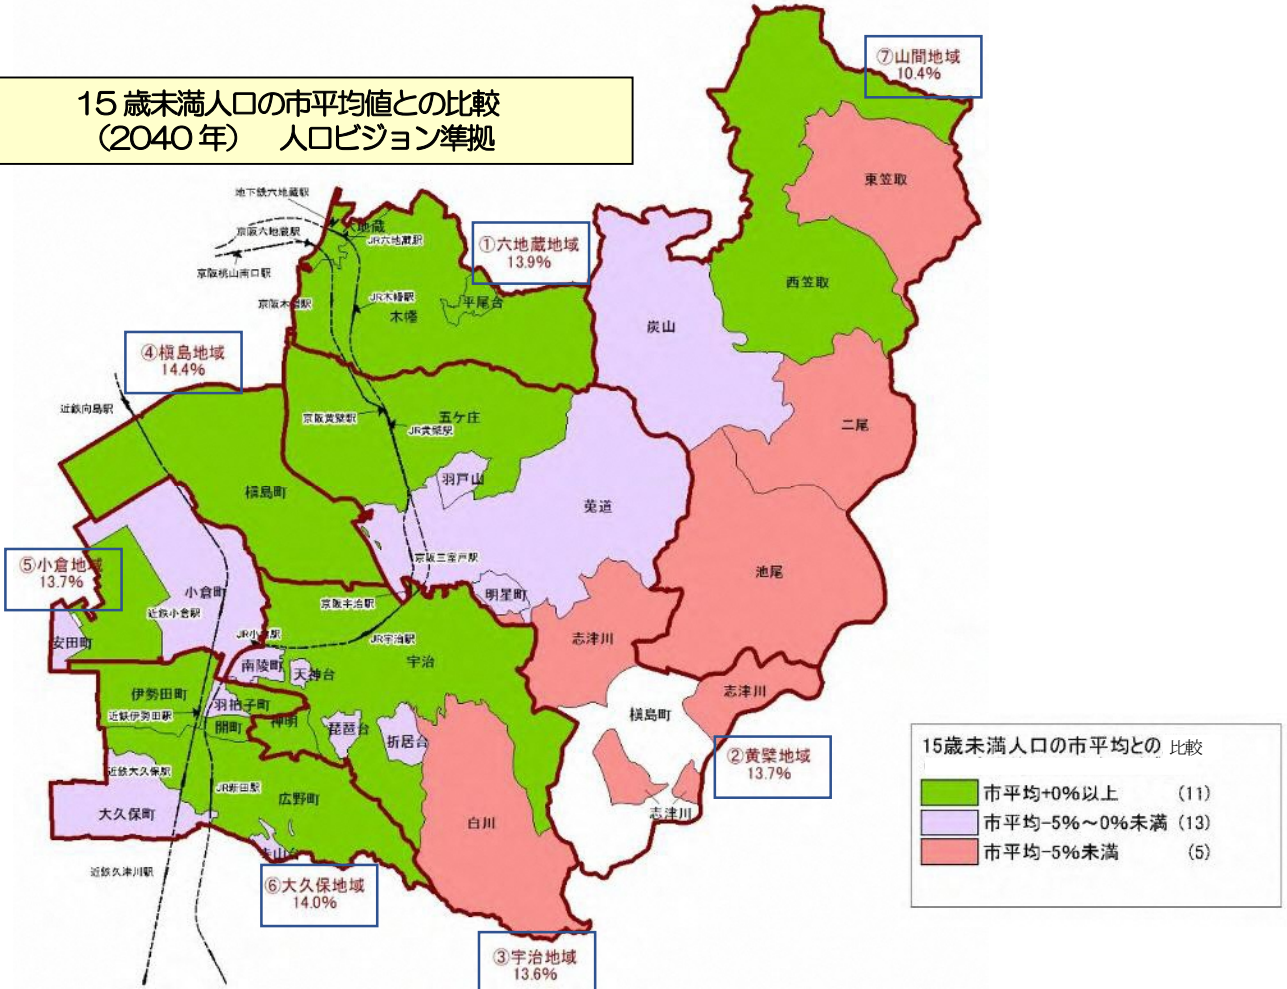 15歳未満人口の市平均値との比較
（2040年）　人口ビジョン準拠
⑦山間地域
10.4%
東笠取
西笠取
地下鉄六地蔵駅
六地蔵
京阪六地蔵駅
JR六地蔵駅
京阪桃山南口駅
①六地蔵地域
13.9%
京阪木幡駅
JR木幡駅
平尾台
木幡
炭山
④槇島地域
14.4%
近鉄向島駅
京阪黄檗駅
五ケ庄
JR黄檗駅
二尾
羽戸山
槇島町
莵道
⑤小倉地域
13.7%
京阪三室戸駅
池尾
小倉町
明星町
京阪宇治駅
近鉄小倉駅
JR小倉駅
JR宇治駅
志津川
安田町
宇治
南陵町
天神台
伊勢田町
志津川
羽拍子町
近鉄伊勢田駅
槇島町
開町
神明
琵琶台
折居台
②黄檗地域
13.7%
近鉄大久保駅
JR新田駅
広野町
大久保町
志津川
白川
近鉄久津川駅
⑥大久保地域
14.0%
③宇治地域
13.6%
15歳未満人口の市平均との 比較
市平均+0%以上 (11)
市平均-5%～0%未満 (13)
市平均-5%未満 (5)